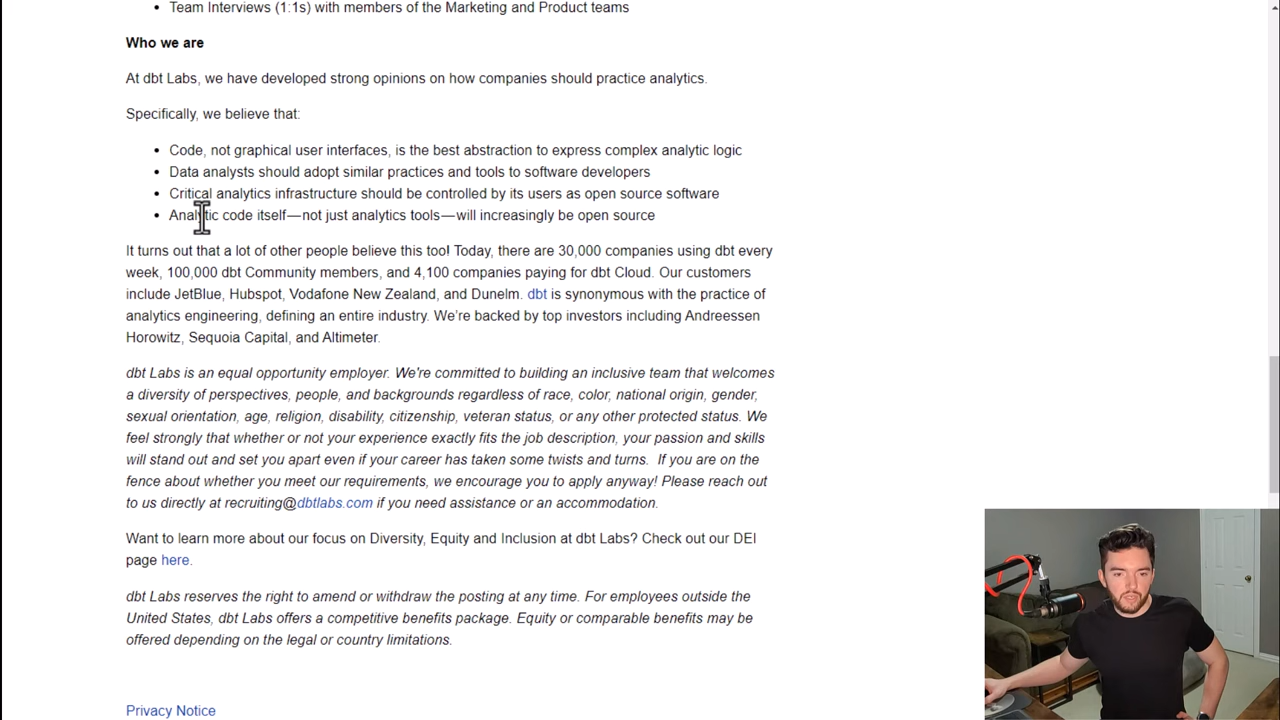 • Team Interviews (1:1s) with members of the Marketing and Product teams
Who we are
At dbt Labs, we have developed strong opinions on how companies should practice analytics.
Specifically, we believe that:
• Code, not graphical user interfaces, is the best abstraction to express complex analytic logic
• Data analysts should adopt similar practices and tools to software developers
• Critical analytics infrastructure should be controlled by its users as open source software
• Analytic code itself—not just analytics tools—will increasingly be open source
It turns out that a lot of other people believe this too! Today, there are 30,000 companies using dbt every
week, 100,000 dbt Community members, and 4,100 companies paying for dbt Cloud. Our customers
include JetBlue, Hubspot, Vodafone New Zealand, and Dunelm. dbt is synonymous with the practice of
analytics engineering, defining an entire industry. We're backed by top investors including Andreessen
Horowitz, Sequoia Capital, and Altimeter.
dbt Labs is an equal opportunity employer. We're committed to building an inclusive team that welcomes
a diversity of perspectives, people, and backgrounds regardless of race, color, national origin, gender,
sexual orientation, age, religion, disability, citizenship, veteran status, or any other protected status. We
feel strongly that whether or not your experience exactly fits the job description, your passion and skills
will stand out and set you apart even if your career has taken some twists and turns.  If you are on the
fence about whether you meet our requirements, we encourage you to apply anyway! Please reach out
to us directly at recruiting@dbtlabs.com if you need assistance or an accommodation.
Want to learn more about our focus on Diversity, Equity and Inclusion at dbt Labs? Check out our DEI
page here.
dbt Labs reserves the right to amend or withdraw the posting at any time. For employees outside the
United States, dbt Labs offers a competitive benefits package. Equity or comparable benefits may be
offered depending on the legal or country limitations.
Privacy Notice